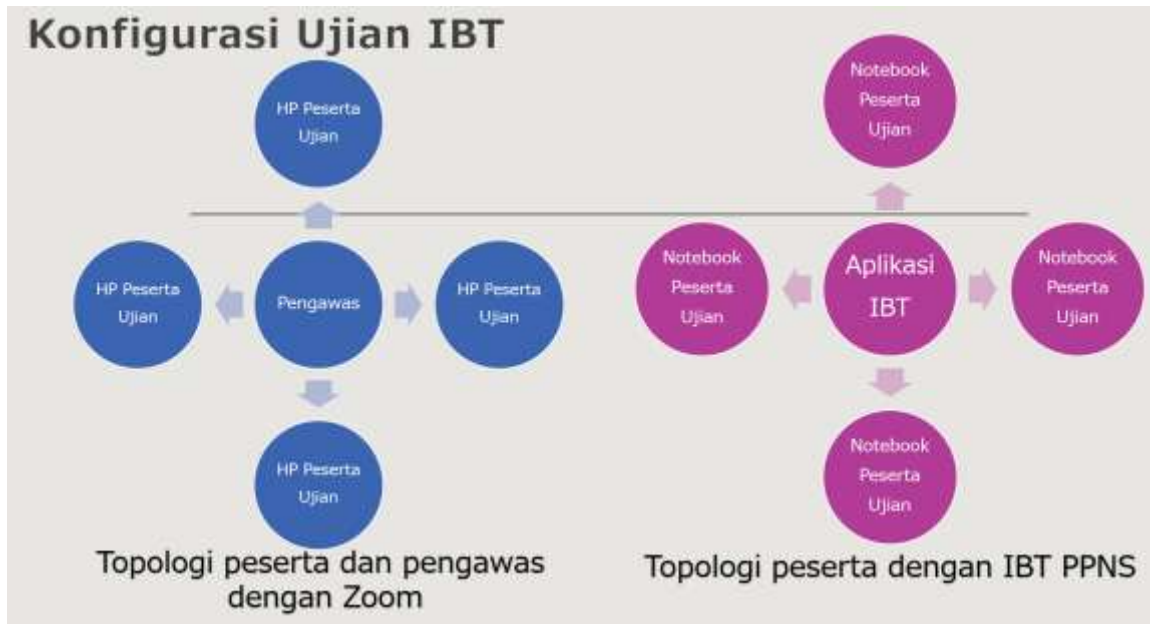 Konfigurasi Ujian IBT
HP Peserta
Ujian
HP Peserta
Ujian
Pengawas
HP Peserta
Ujian
HP Peserta
Ujian
Topologi peserta dan pengawas
dengan Zoom
Notebook
Peserta
Ujian
Notebook
Peserta
Ujian
Aplikasi
IBT
Notebook
Peserta
Ujian
Notebook
Peserta
Ujian
Topologi peserta dengan IBT PPNS